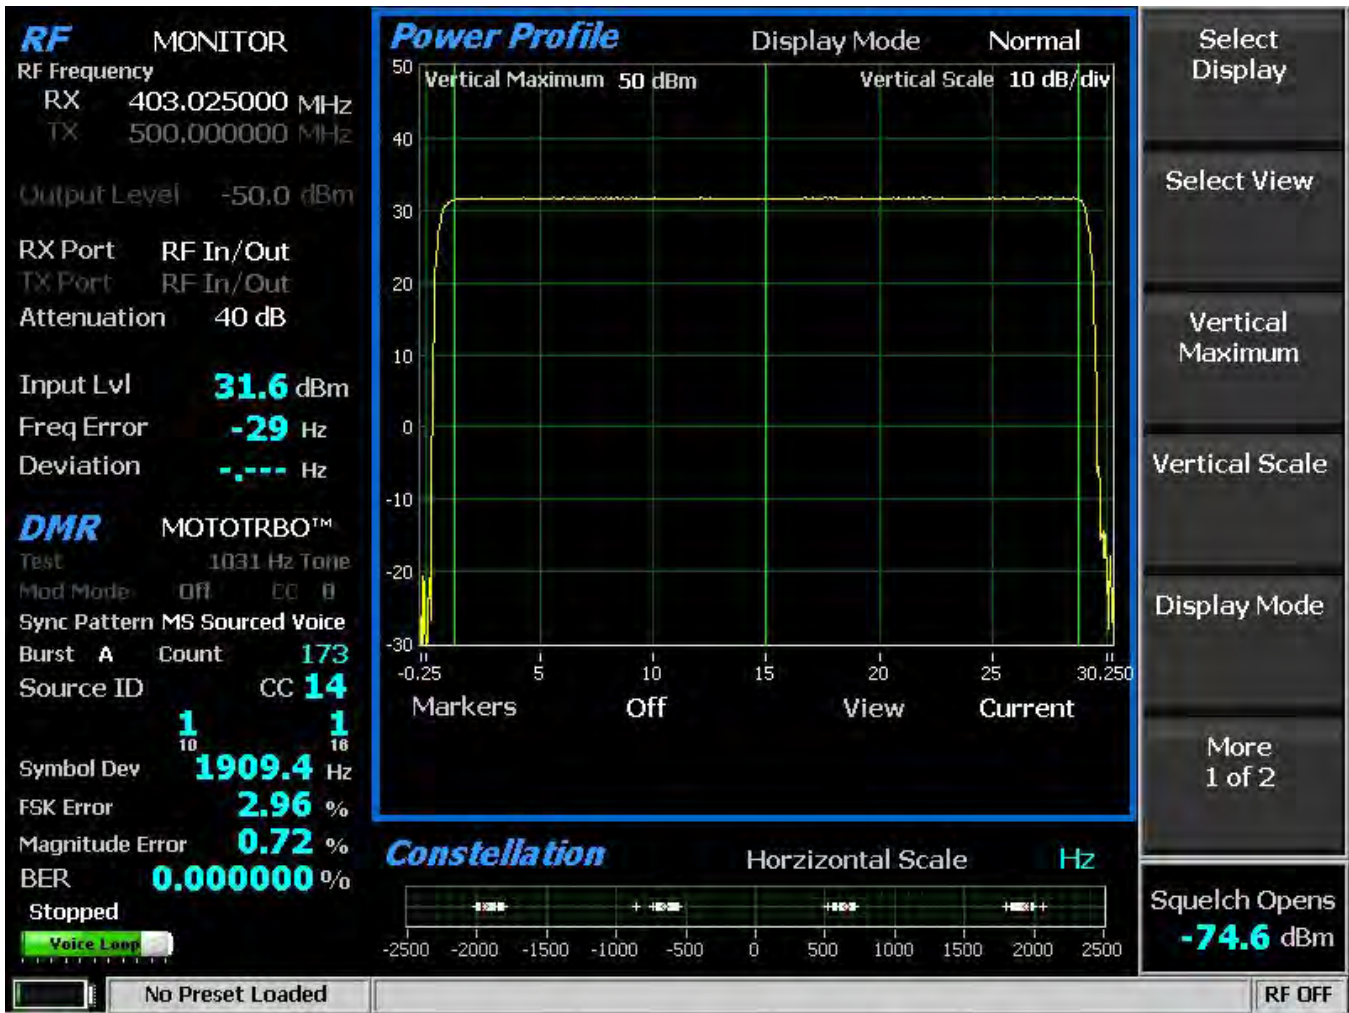 RF MONITOR
RF Frequency
RX 403.025000 MHz
TX 500.000000 MHz
Output Level -50.0 dBm
RX Port RF In/Out
TX Port RF In/Out
Attenuation 40 dB
Input Lvl 31.6 dBm
Freq Error -29 Hz
Deviation -.--- Hz
DMR MOTOTRBO™
Test 1031 Hz Tone
Mod Mode Off CC 0
Sync Pattern MS Sourced Voice
Burst A Count 173
Source ID CC 14
1 10 1 16
Symbol Dev 1909.4 Hz
FSK Error 2.96 %
Magnitude Error 0.72 %
BER 0.000000 %
Stopped
Voice Loop
Power Profile Display Mode Normal
Vertical Maximum 50 dBm Vertical Scale 10 dB/div
50
40
30
20
10
0
-10
-20
-30
-0.25 5 10 15 20 25 30.250
Markers Off View Current
Constellation Horzizontal Scale Hz
-2500 -2000 -1500 -1000 -500 0 500 1000 1500 2000 2500
Select
Display
Select View
Vertical
Maximum
Vertical Scale
Display Mode
More
1 of 2
Squelch Opens
-74.6 dBm
No Preset Loaded RF OFF